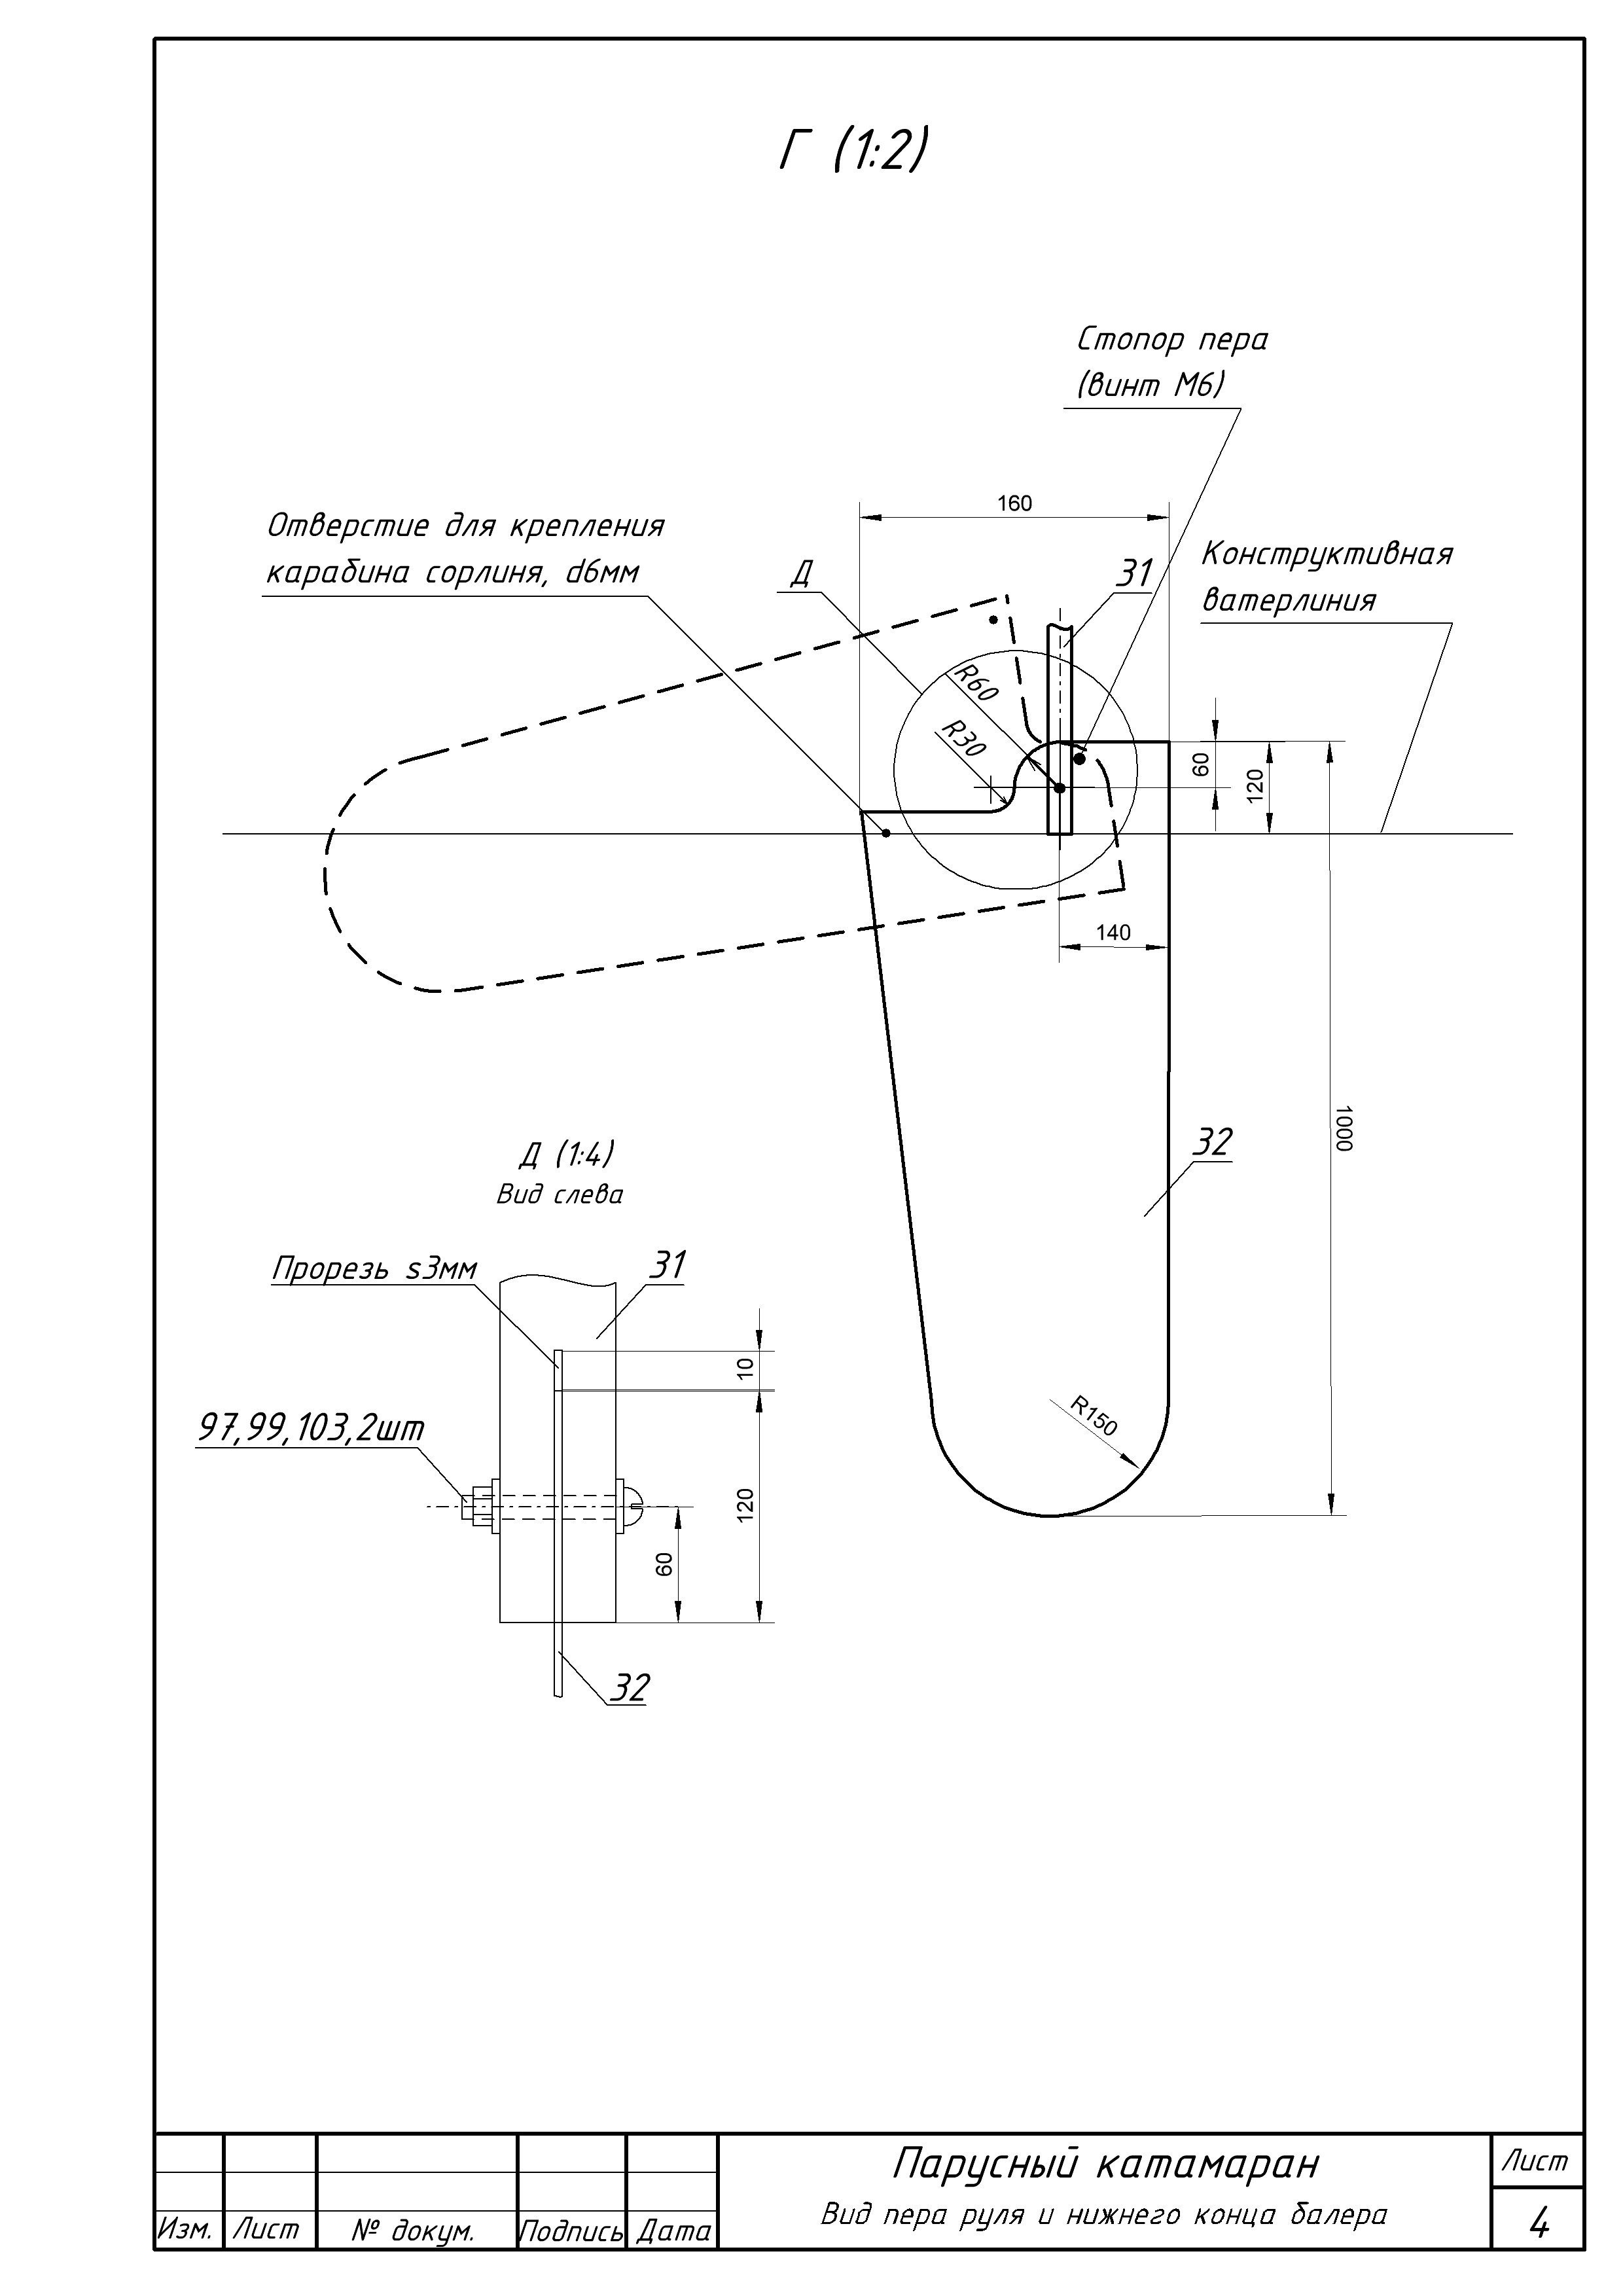 Г (1:2)
Стопор пера
(винт М6)
160
Отверстие для крепления
карабина сорлиня, d6мм
Д
31
Конструктивная
ватерлиния
R60
R30
60
120
140
1000
32
Д (1:4)
Вид слева
Прорезь s3мм
31
10
97,99,103,2шт
120
60
R150
32
Парусный катамаран
Вид пера руля и нижнего конца балера
Лист
4
Изм.
Лист
№ докум.
Подпись
Дата